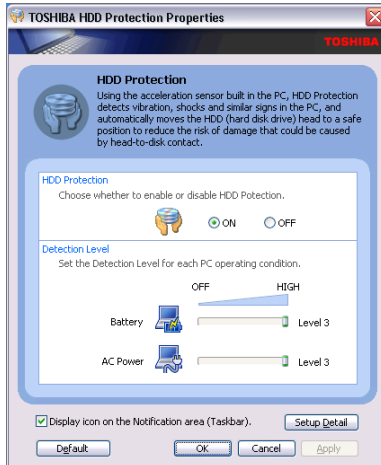 TOSHIBA HDD Protection Properties
TOSHIBA
HDD Protection
Using the acceleration sensor built in the PC, HDD Protection
detects vibration, shocks and similar signs in the PC, and
automatically moves the HDD (hard disk drive) head to a safe
position to reduce the risk of damage that could be caused
by head-to-disk contact.
HDD Protection
Choose whether to enable or disable HDD Potection.
ON OFF
Detection Level
Set the Detection Level for each PC operating condition.
OFF HIGH
Battery Level 3
AC Power Level 3
Display icon on the Notification area (Taskbar). Setup Detail
Default OK Cancel Apply